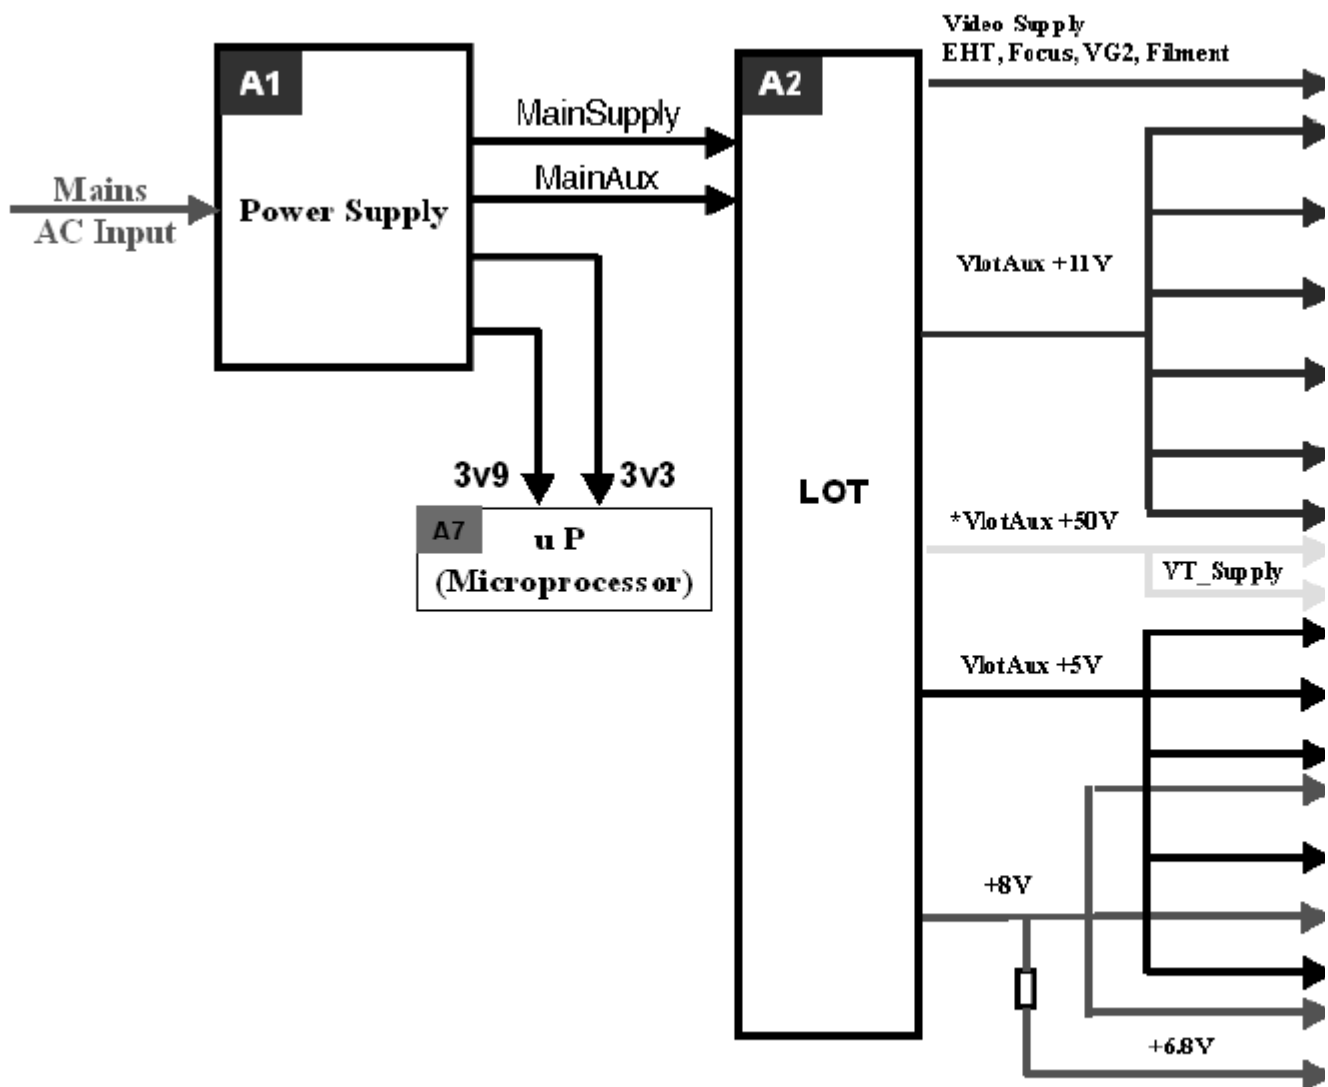 Video Supply
EHT, Focus, VG2, Filment
A1
A2
MainSupply
MainAux
Mains
AC Input
Power Supply
VlotAux +11V
3v9
3v3
LOT
*VlotAux +50V
A7
u P
(Microprocessor)
VT_Supply
VlotAux +5V
+8V
+6.8V